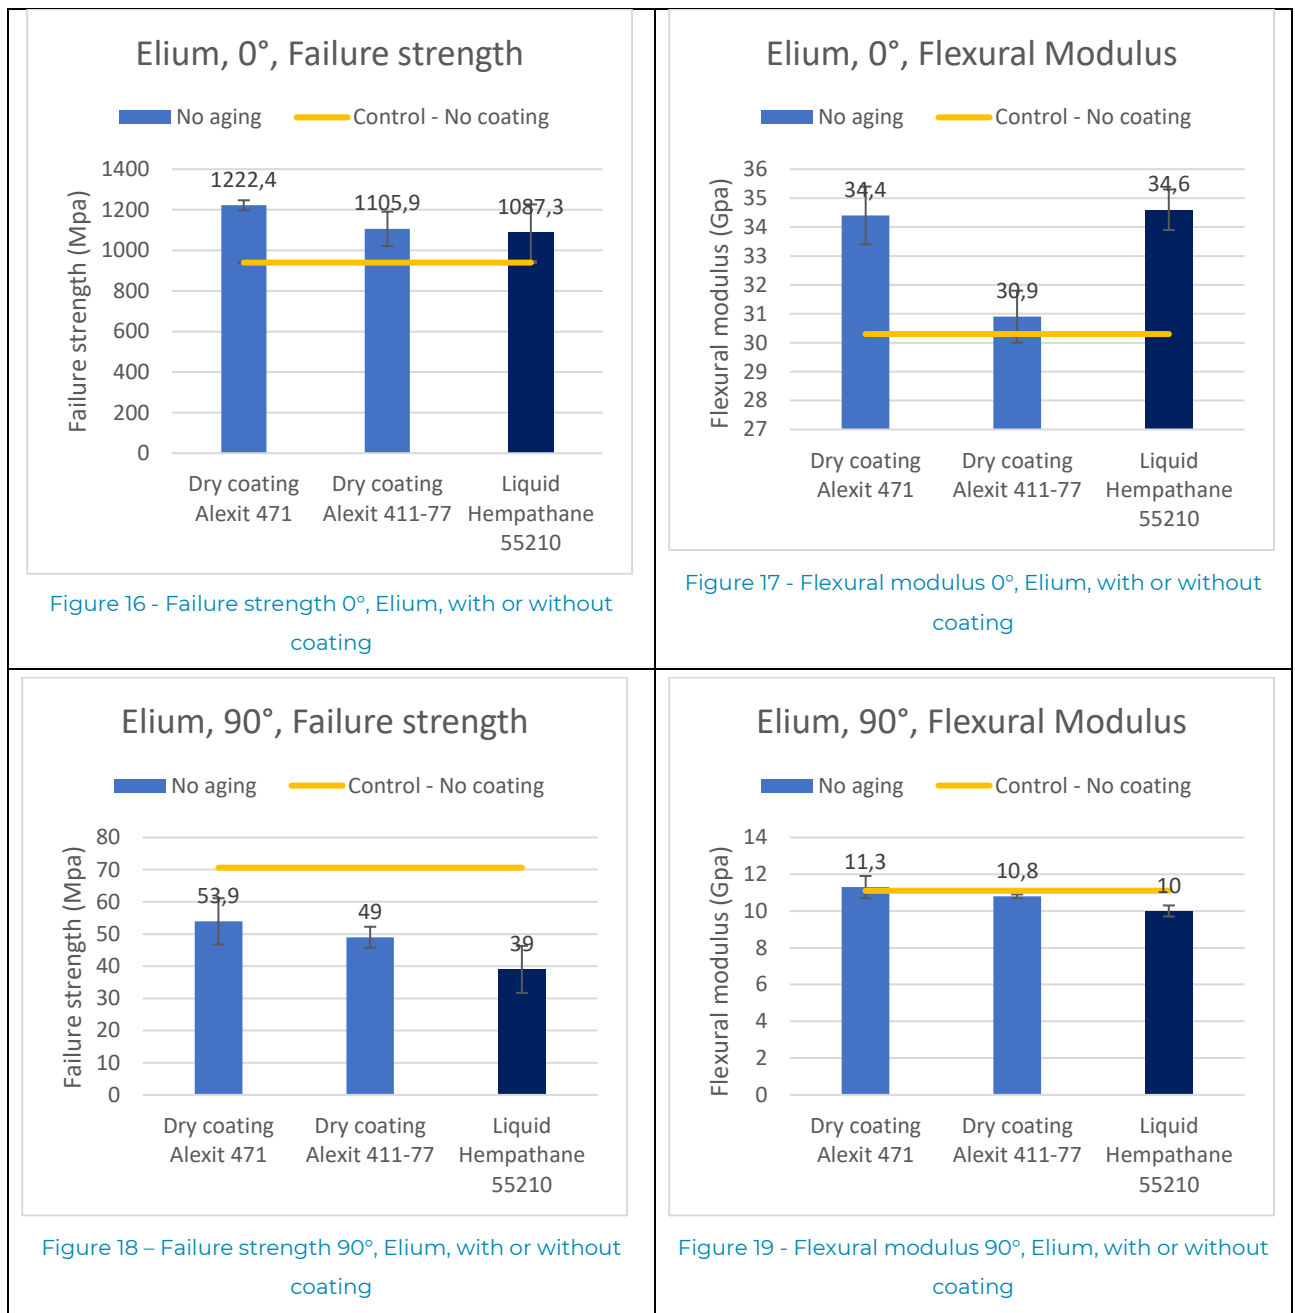 Elium, 0°, Failure strength
No aging
Control - No coating
Failure strength (Mpa)
1400
1200
1000
800
600
400
200
0
1222,4
1105,9
1087,3
Dry coating Alexit 471
Dry coating Alexit 411-77
Liquid Hempathane 55210
Figure 16 - Failure strength 0°, Elium, with or without
coating
Elium, 0°, Flexural Modulus
No aging
Control - No coating
Flexural modulus (Gpa)
36
35
34
33
32
31
30
29
28
27
34,4
30,9
34,6
Dry coating Alexit 471
Dry coating Alexit 411-77
Liquid Hempathane 55210
Figure 17 - Flexural modulus 0°, Elium, with or without
coating
Elium, 90°, Failure strength
No aging
Control - No coating
Failure strength (Mpa)
80
70
60
50
40
30
20
10
0
53,9
49
39
Dry coating Alexit 471
Dry coating Alexit 411-77
Liquid Hempathane 55210
Figure 18 – Failure strength 90°, Elium, with or without
coating
Elium, 90°, Flexural Modulus
No aging
Control - No coating
Flexural modulus (Gpa)
14
12
10
8
6
4
2
0
11,3
10,8
10
Dry coating Alexit 471
Dry coating Alexit 411-77
Liquid Hempathane 55210
Figure 19 - Flexural modulus 90°, Elium, with or without
coating